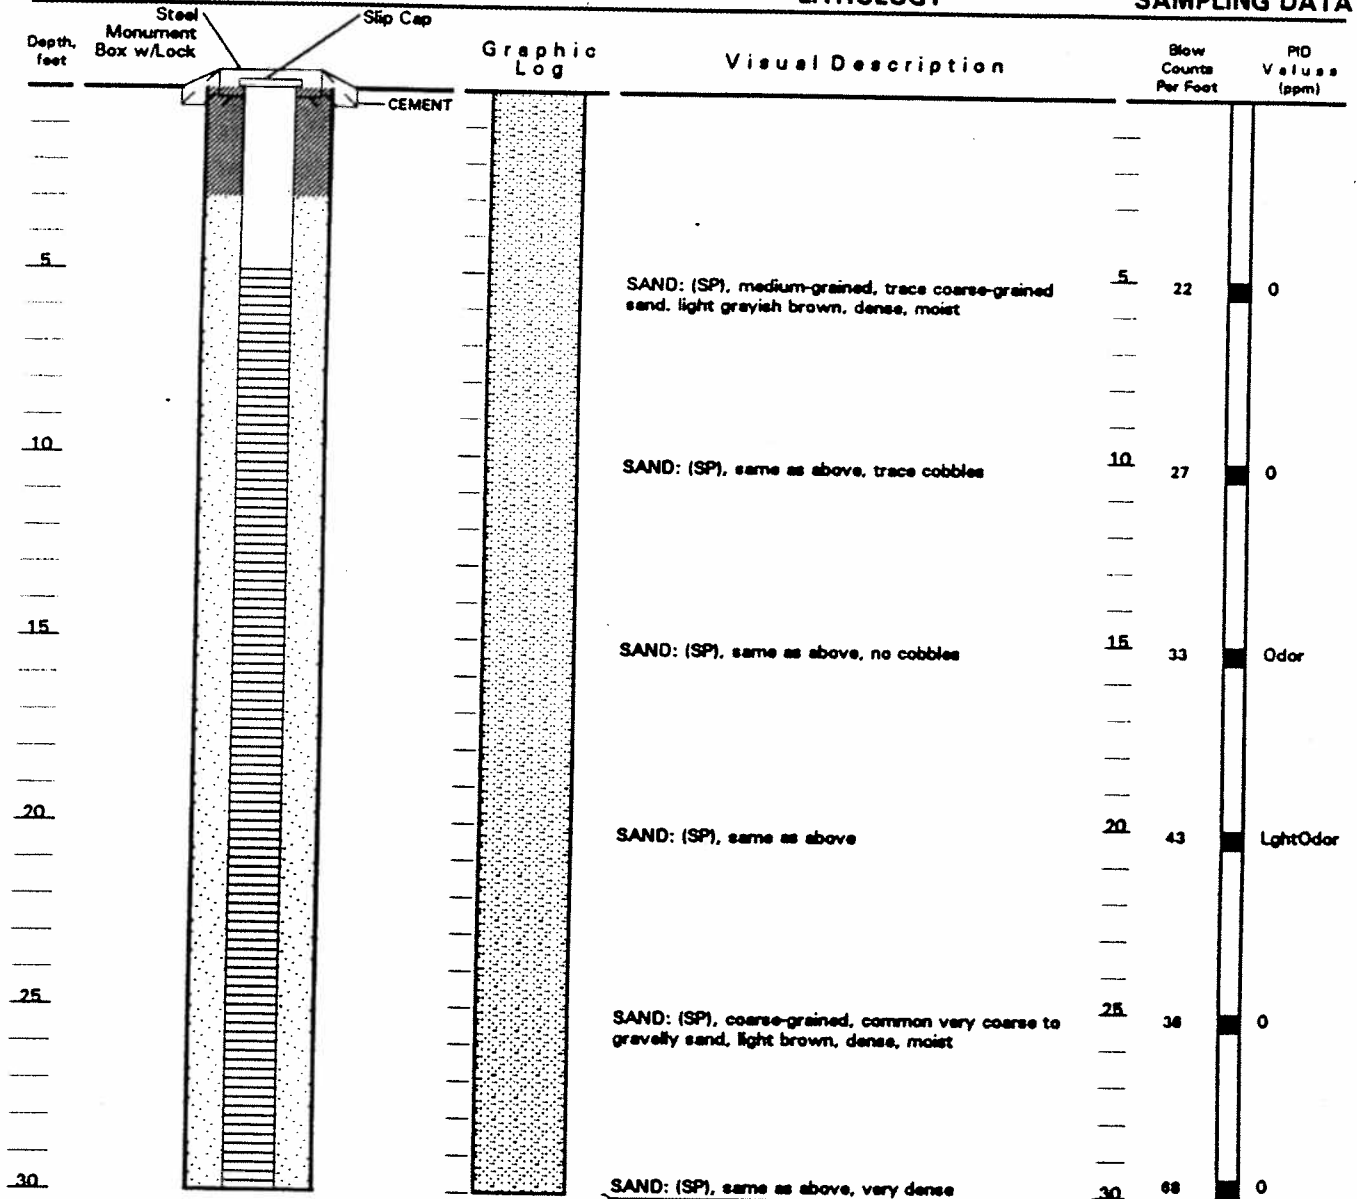 LITHOLOGY
SAMPLING DATA
Steel
Monument
Box w/Lock
Slip Cap
CEMENT
Depth,
feet
Graphic
Log
Visual Description
Blow
Counts
Per Foot
PID
Values
(ppm)
5
SAND: (SP), medium-grained, trace coarse-grained
sand, light grayish brown, dense, moist
5
22
0
10
SAND: (SP), same as above, trace cobbles
10
27
0
15
SAND: (SP), same as above, no cobbles
15
33
Odor
20
SAND: (SP), same as above
20
43
LghtOdor
25
SAND: (SP), coarse-grained, common very coarse to
gravelly sand, light brown, dense, moist
25
0
30
SAND: (SP), same as above, very dense
30
68
0